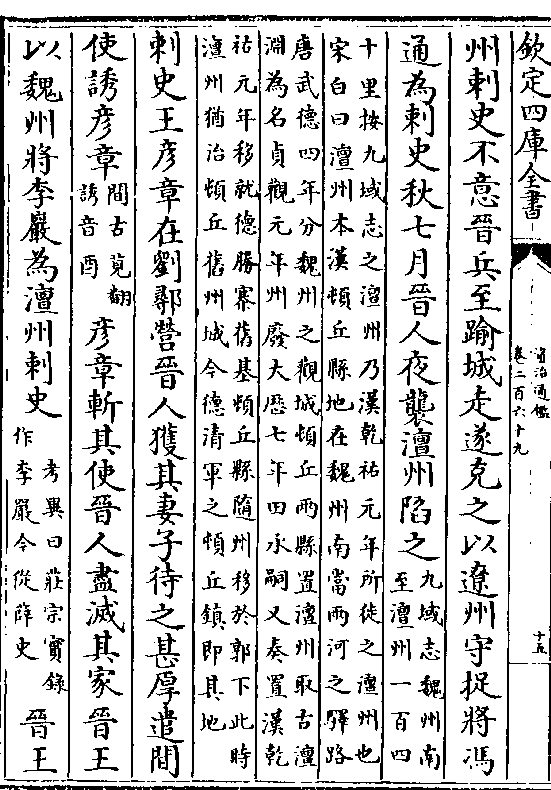 欽定四庫全書
資治通鑑
卷二百六十九
十五
州刺史不意晉兵至踰城走遂克之以遼州守捉將馮
通為刺史秋七月晉人夜襲澶州陷之
九域志魏州南
至澶州一百四
十里按九域志之澶州乃漢乾祐元年所徙之澶州也
宋白曰澶州本漢頓丘縣地在魏州南當兩河之驛路
唐武德四年分魏州之觀城頓丘兩縣置澶州取古澶
淵為名貞觀元年州廢大厯七年田永嗣又奏置漢乾
祐元年移就德勝寨舊基頓丘縣隨州移於郭下此時
澶州猶治頓丘舊州城今德清軍之頓丘鎮即其地
刺史王彦章在劉鄩營晉人獲其妻子待之甚厚遣間
使誘彦章
間古莧翻
誘音酉
彦章斬其使晉人盡滅其家晉王
以魏州將李巖為澶州刺史
考異曰莊宗實錄
作李嚴今從薛史
晉王